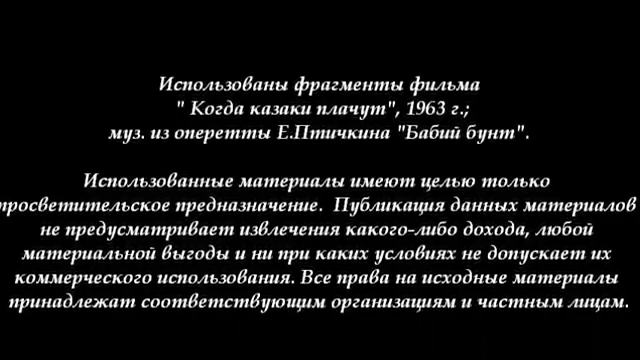 Использованы фрагменты фильма
" Когда казаки плачут", 1963 г.;
муз. из оперетты Е.Птичкина "Бабий бунт".
Использованные материалы имеют целью только
просветительское предназначение. Публикация данных материалов
не предусматривает извлечения какого-либо дохода, любой
материальной выгоды и ни при каких условиях не допускает их
коммерческого использования. Все права на исходные материалы
принадлежат соответствующим организациям и частным лицам.